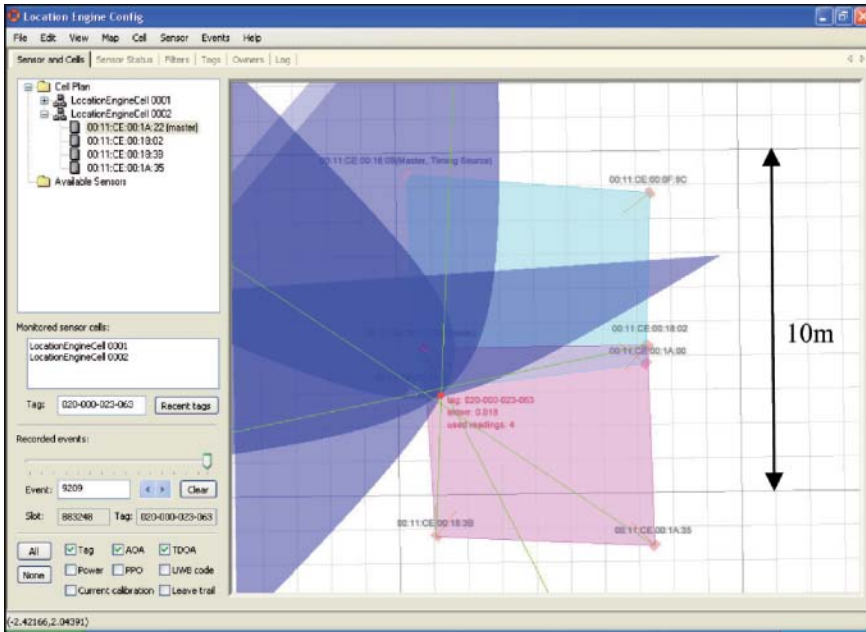 Location Engine Config
File Edit View Map Cell Sensor Events Help
Sensor and Cells Sensor Status Filters Tags Owners Log
Cell Plan
LocationEngineCell 0001
LocationEngineCell 0002
00:11:CE:00:1A:22 (master)
00:11:CE:00:18:02
00:11:CE:00:18:3B
00:11:CE:00:1A:35
Available Sensors
Monitored sensor cells:
LocationEngineCell 0001
LocationEngineCell 0002
Tag: 020-000-023-063 Recent tags
Recorded events:
Event: 9209 < > Clear
Slot: 883248 Tag: 020-000-023-063
All Tag AOA TDOA
None Power PPO UWB code
Current calibration Leave trail
(-2.42166,2.04391)
(Master, Timing Source)
00:11:CE:00:0F:9C
00:11:CE:00:18:02
00:11:CE:00:1A:00
tag: 020-000-023-063
used readings: 4
00:11:CE:00:18:3B
00:11:CE:00:1A:35
10m